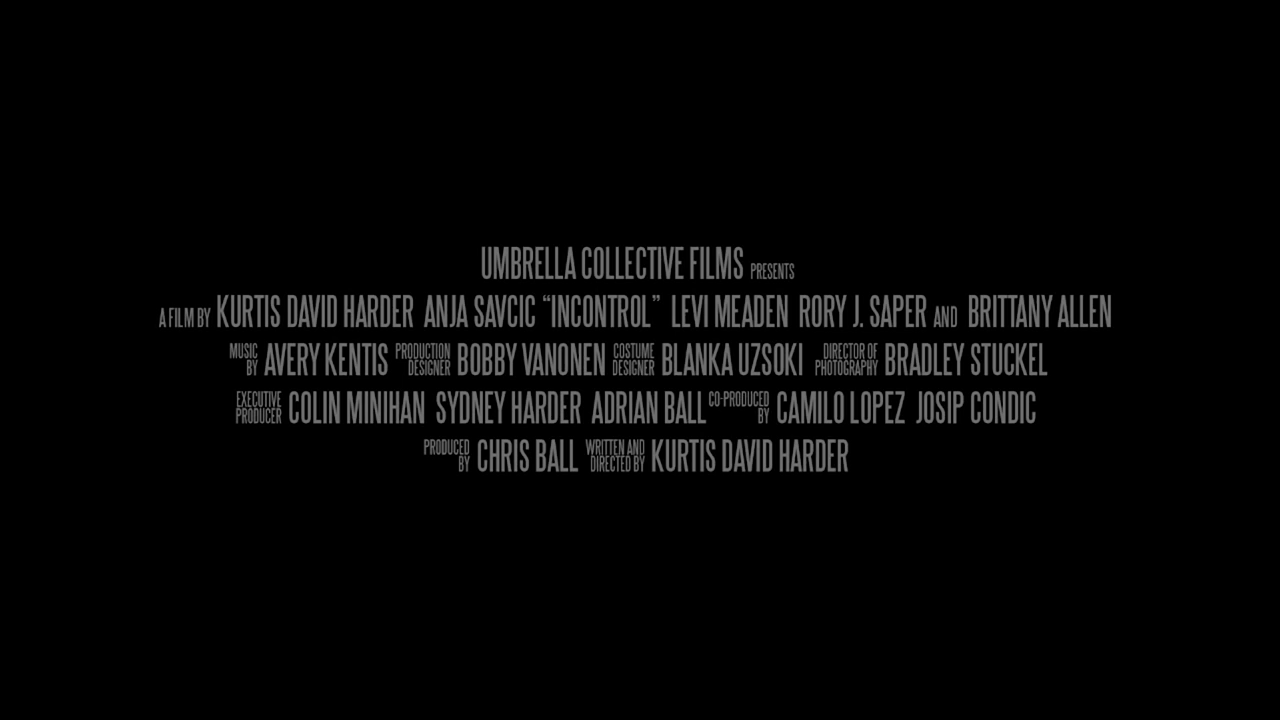 UMBRELLA COLLECTIVE FILMS PRESENTS
A FILM BY KURTIS DAVID HARDER ANJA SAVCIC “INCONTROL” LEVI MEADEN RORY J. SAPER AND BRITTANY ALLEN
MUSIC BY AVERY KENTIS PRODUCTION DESIGNER BOBBY VANONEN COSTUME DESIGNER BLANKA UZSOKI DIRECTOR OF PHOTOGRAPHY BRADLEY STUCKEL
EXECUTIVE PRODUCER COLIN MINIHAN SYDNEY HARDER ADRIAN BALL CO-PRODUCED BY CAMILO LOPEZ JOSIP CONDIC
PRODUCED BY CHRIS BALL WRITTEN AND DIRECTED BY KURTIS DAVID HARDER